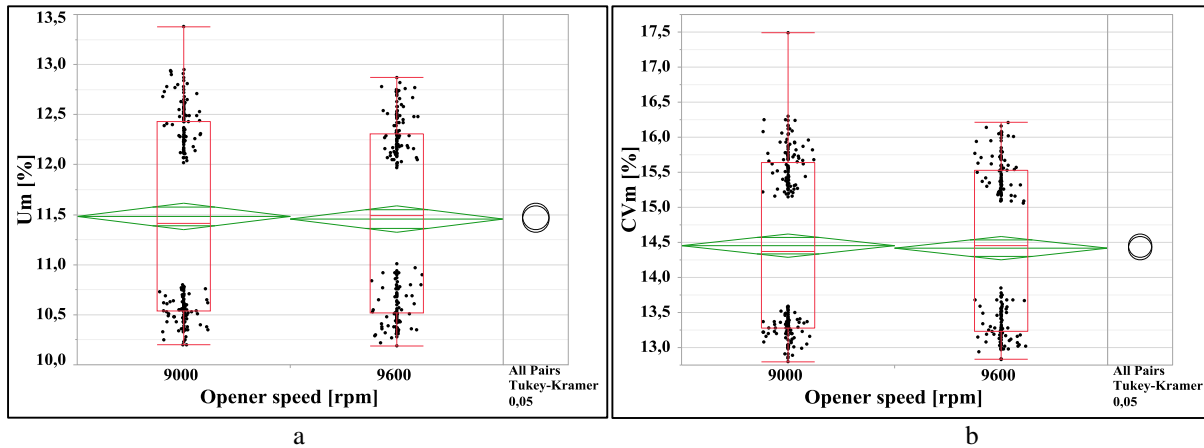 13,5
13,0
12,5
12,0
11,5
11,0
10,5
10,0
Um [%]
9000
9600
Opener speed [rpm]
All Pairs
Tukey-Kramer
0,05
a
17,5
17,0
16,5
16,0
15,5
15,0
14,5
14,0
13,5
13,0
CVm [%]
9000
9600
Opener speed [rpm]
All Pairs
Tukey-Kramer
0,05
b